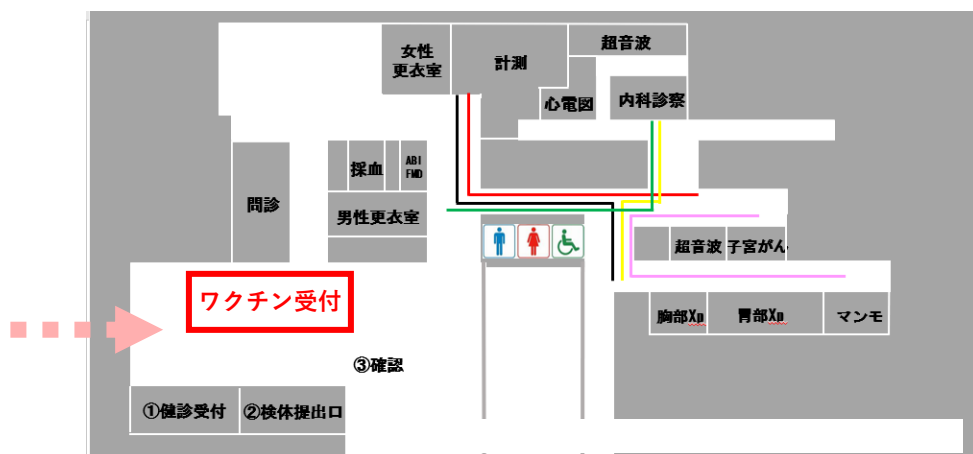 女性
更衣室
計測
超音波
心電図
内科診察
採血
ABI
FMD
問診
男性更衣室
超音波
子宮がん
ワクチン受付
胸部Xp
胃部Xp
マンモ
③確認
①健診受付
②検体提出口